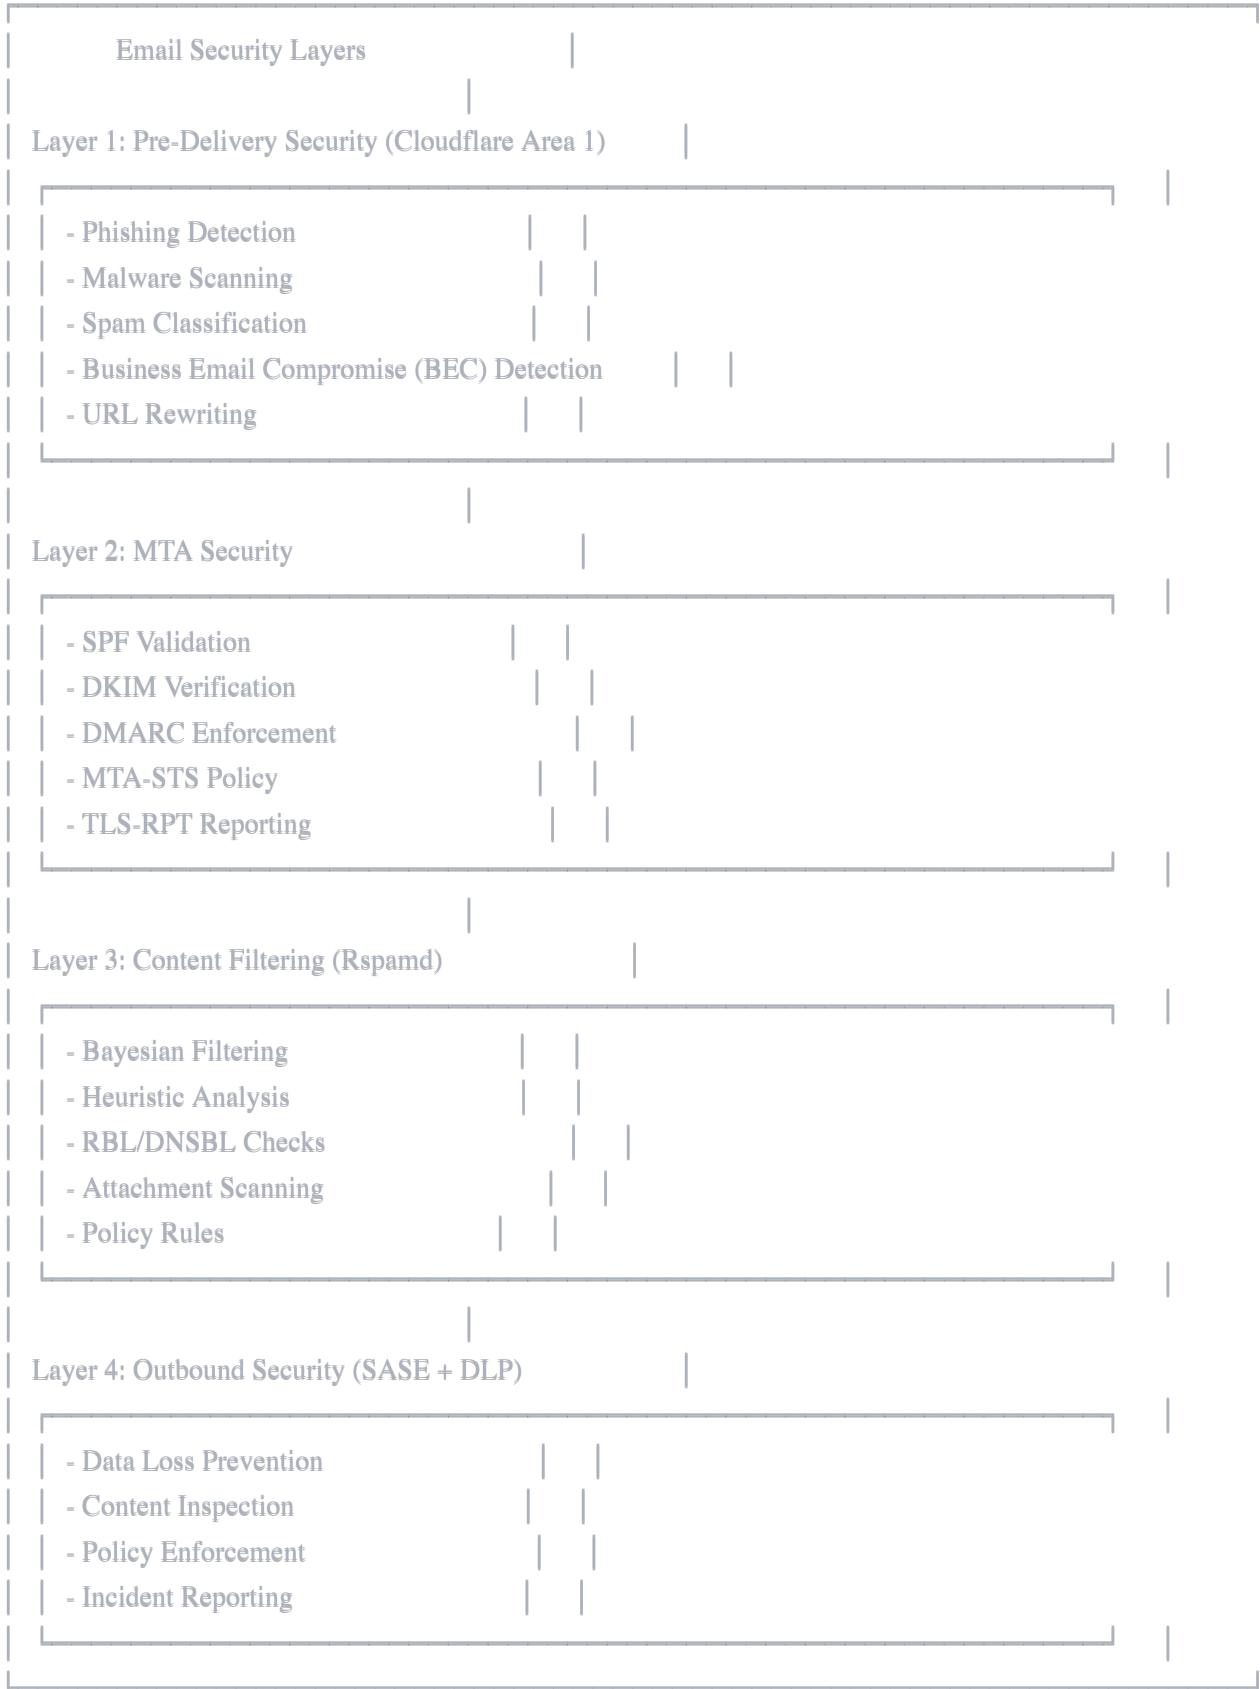 Email Security Layers
Layer 1: Pre-Delivery Security (Cloudflare Area 1)
- Phishing Detection
- Malware Scanning
- Spam Classification
- Business Email Compromise (BEC) Detection
- URL Rewriting
Layer 2: MTA Security
- SPF Validation
- DKIM Verification
- DMARC Enforcement
- MTA-STS Policy
- TLS-RPT Reporting
Layer 3: Content Filtering (Rspamd)
- Bayesian Filtering
- Heuristic Analysis
- RBL/DNSBL Checks
- Attachment Scanning
- Policy Rules
Layer 4: Outbound Security (SASE + DLP)
- Data Loss Prevention
- Content Inspection
- Policy Enforcement
- Incident Reporting